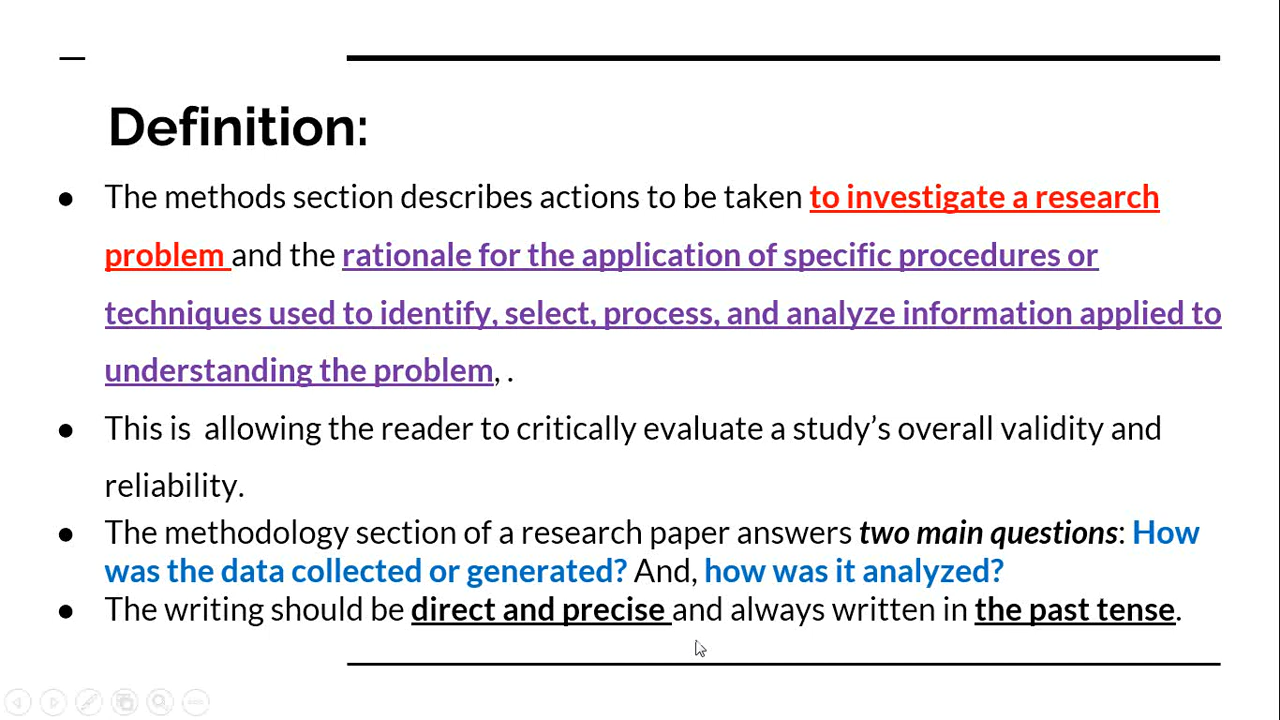 Definition:
● The methods section describes actions to be taken to investigate a research
problem and the rationale for the application of specific procedures or
techniques used to identify, select, process, and analyze information applied to
understanding the problem, .
● This is  allowing the reader to critically evaluate a study’s overall validity and
reliability.
● The methodology section of a research paper answers two main questions: How
was the data collected or generated? And, how was it analyzed?
● The writing should be direct and precise and always written in the past tense.